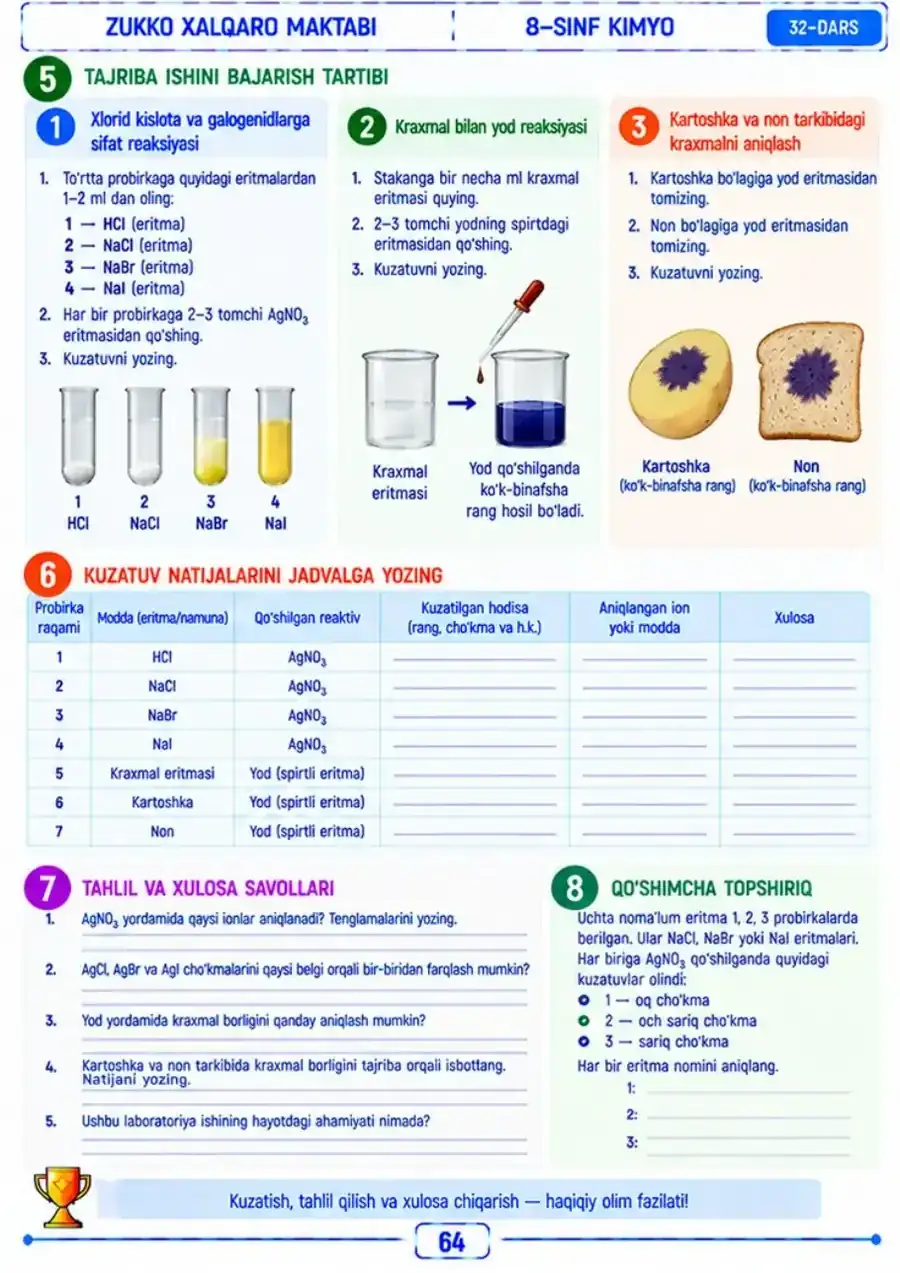 ZUKKO XALQARO MAKTABI
8–SINF KIMYO
32–DARS
5 TAJRIBA ISHINI BAJARISH TARTIBI
1 Xlorid kislota va galogenidlarga
sifat reaksiyasi
1. To'rtta probirkaga quyidagi eritmalardan
1–2 ml dan oling:
1 — HCl (eritma)
2 — NaCl (eritma)
3 — NaBr (eritma)
4 — NaI (eritma)
2. Har bir probirkaga 2–3 tomchi AgNO₃
eritmasidan qo'shing.
3. Kuzatuvni yozing.
1
HCl
2
NaCl
3
NaBr
4
NaI
2 Kraxmal bilan yod reaksiyasi
1. Stakanga bir necha ml kraxmal
eritmasi quying.
2. 2–3 tomchi yodning spirtdagi
eritmasidan qo'shing.
3. Kuzatuvni yozing.
Kraxmal
eritmasi
Yod qo'shilganda
ko'k-binafsha
rang hosil bo'ladi.
3 Kartoshka va non tarkibidagi
kraxmalni aniqlash
1. Kartoshka bo'lagiga yod eritmasidan
tomizing.
2. Non bo'lagiga yod eritmasidan
tomizing.
3. Kuzatuvni yozing.
Kartoshka
(ko'k-binafsha rang)
Non
(ko'k-binafsha rang)
6 KUZATUV NATIJALARINI JADVALGA YOZING
Probirka
raqami
Modda (eritma/namuna)
Qo'shilgan reaktiv
Kuzatilgan hodisa
(rang, cho'kma va h.k.)
Aniqlangan ion
yoki modda
Xulosa
1 HCl AgNO₃
2 NaCl AgNO₃
3 NaBr AgNO₃
4 NaI AgNO₃
5 Kraxmal eritmasi Yod (spirtli eritma)
6 Kartoshka Yod (spirtli eritma)
7 Non Yod (spirtli eritma)
7 TAHLIL VA XULOSA SAVOLLARI
1. AgNO₃ yordamida qaysi ionlar aniqlanadi? Tenglamalarini yozing.
2. AgCl, AgBr va AgI cho'kmalarini qaysi belgi orqali bir-biridan farqlash mumkin?
3. Yod yordamida kraxmal borligini qanday aniqlash mumkin?
4. Kartoshka va non tarkibida kraxmal borligini tajriba orqali isbotlang.
Natijani yozing.
5. Ushbu laboratoriya ishining hayotdagi ahamiyati nimada?
8 QO'SHIMCHA TOPSHIRIQ
Uchta noma'lum eritma 1, 2, 3 probirkalarda
berilgan. Ular NaCl, NaBr yoki NaI eritmalari.
Har biriga AgNO₃ qo'shilganda quyidagi
kuzatuvlar olindi:
1 — oq cho'kma
2 — och sariq cho'kma
3 — sariq cho'kma
Har bir eritma nomini aniqlang.
1:
2:
3:
Kuzatish, tahlil qilish va xulosa chiqarish — haqiqiy olim fazilati!
64